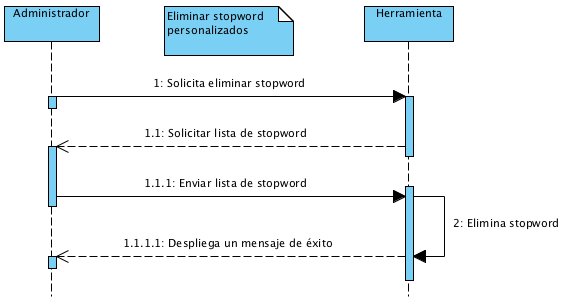 Administrador
Eliminar stopword
personalizados
Herramienta
1: Solicita eliminar stopword
1.1: Solicitar lista de stopword
1.1.1: Enviar lista de stopword
2: Elimina stopword
1.1.1.1: Despliega un mensaje de éxito